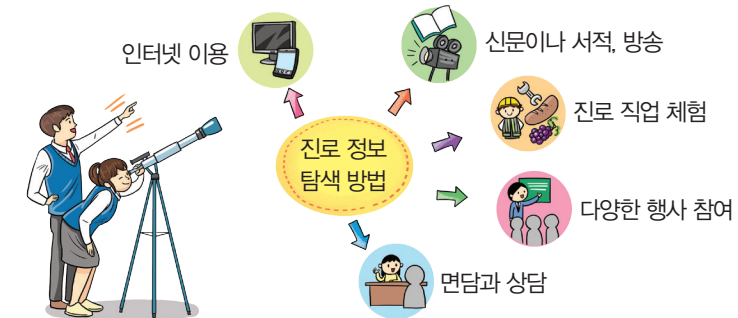 인터넷 이용
신문이나 서적, 방송
진로 직업 체험
진로 정보
탐색 방법
다양한 행사 참여
면담과 상담